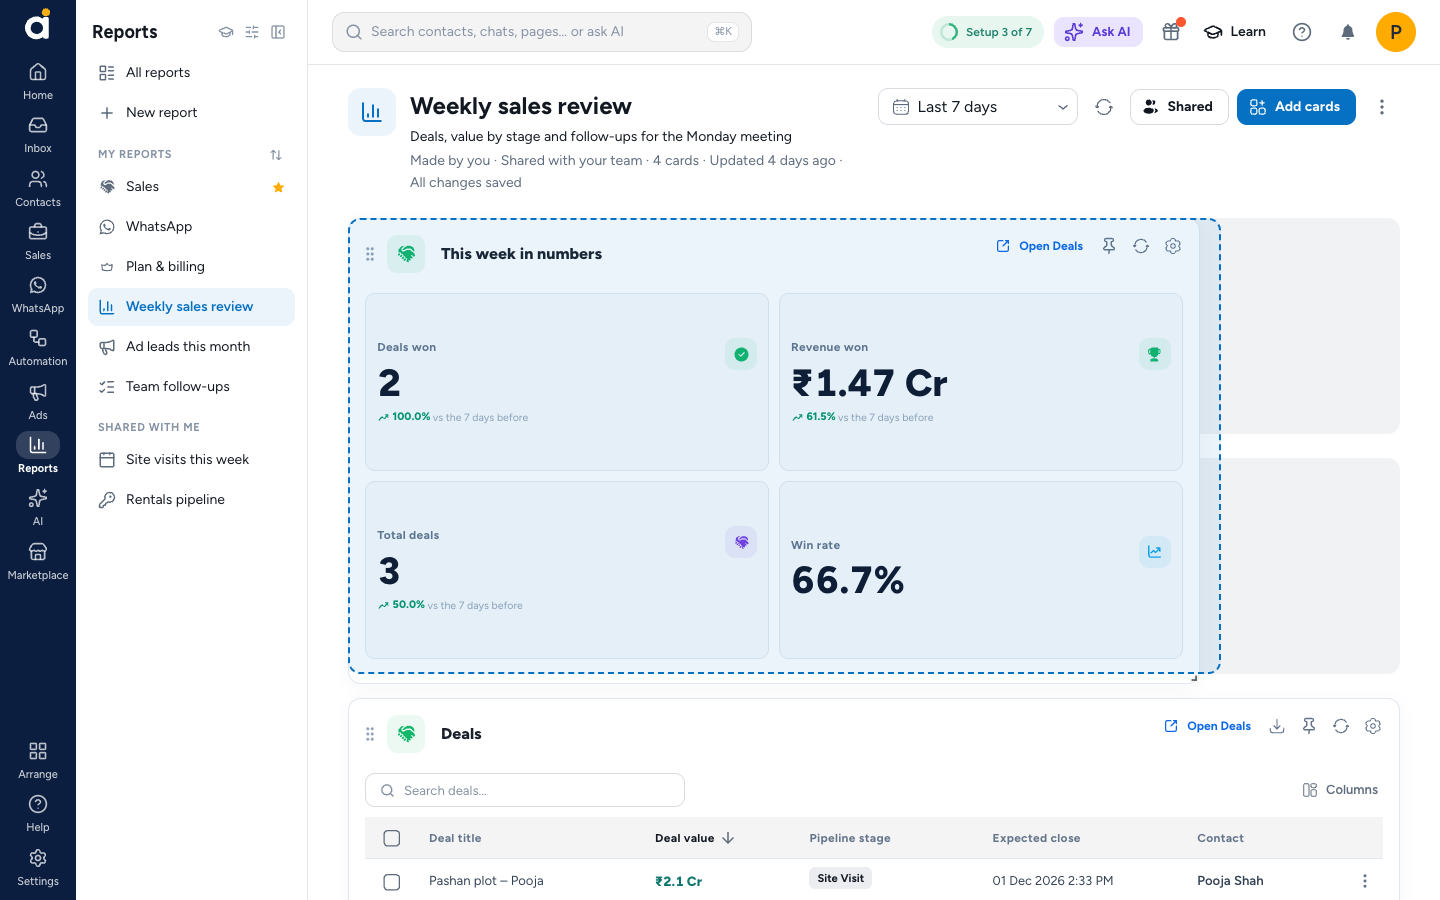 Reports
Search contacts, chats, pages... or ask AI
⌘K
Setup 3 of 7
Ask AI
Learn
P
Home
Inbox
Contacts
Sales
WhatsApp
Automation
Ads
Reports
AI
Marketplace
Arrange
Help
Settings
All reports
New report
MY REPORTS
Sales
WhatsApp
Plan & billing
Weekly sales review
Ad leads this month
Team follow-ups
SHARED WITH ME
Site visits this week
Rentals pipeline
Weekly sales review
Deals, value by stage and follow-ups for the Monday meeting
Made by you · Shared with your team · 4 cards · Updated 4 days ago ·
All changes saved
Last 7 days
Shared
Add cards
This week in numbers
Open Deals
Deals won
2
100.0% vs the 7 days before
Revenue won
₹1.47 Cr
61.5% vs the 7 days before
Total deals
3
50.0% vs the 7 days before
Win rate
66.7%
Deals
Open Deals
Search deals...
Columns
Deal title
Deal value
Pipeline stage
Expected close
Contact
Pashan plot – Pooja
₹2.1 Cr
Site Visit
01 Dec 2026 2:33 PM
Pooja Shah